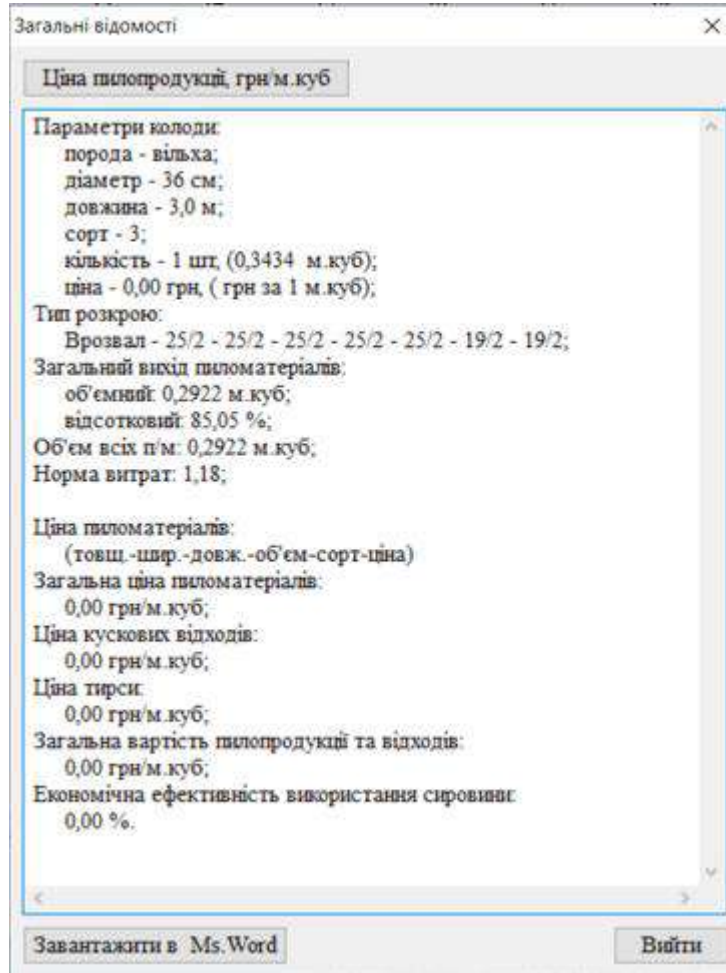 Загальні відомості
Ціна пилопродукції, грн/м.куб
Параметри колоди:
порода - вільха;
діаметр - 36 см;
довжина - 3,0 м;
сорт - 3;
кількість - 1 шт, (0,3434 м.куб);
ціна - 0,00 грн, ( грн за 1 м.куб);
Тип розкрою:
Врозвал - 25/2 - 25/2 - 25/2 - 25/2 - 25/2 - 19/2 - 19/2;
Загальний вихід пиломатеріалів:
об'ємний: 0,2922 м.куб;
відсотковий: 85,05 %;
Об'єм всіх п/м: 0,2922 м.куб;
Норма витрат: 1,18;
Ціна пиломатеріалів:
(товщ.-шир.-довж.-об'єм-сорт-ціна)
Загальна ціна пиломатеріалів:
0,00 грн/м.куб;
Ціна кускових відходів:
0,00 грн/м.куб;
Ціна тирси:
0,00 грн/м.куб;
Загальна вартість пилопродукції та відходів:
0,00 грн/м.куб;
Економічна ефективність використання сировини:
0,00 %.
Завантажити в Ms.Word
Вийти